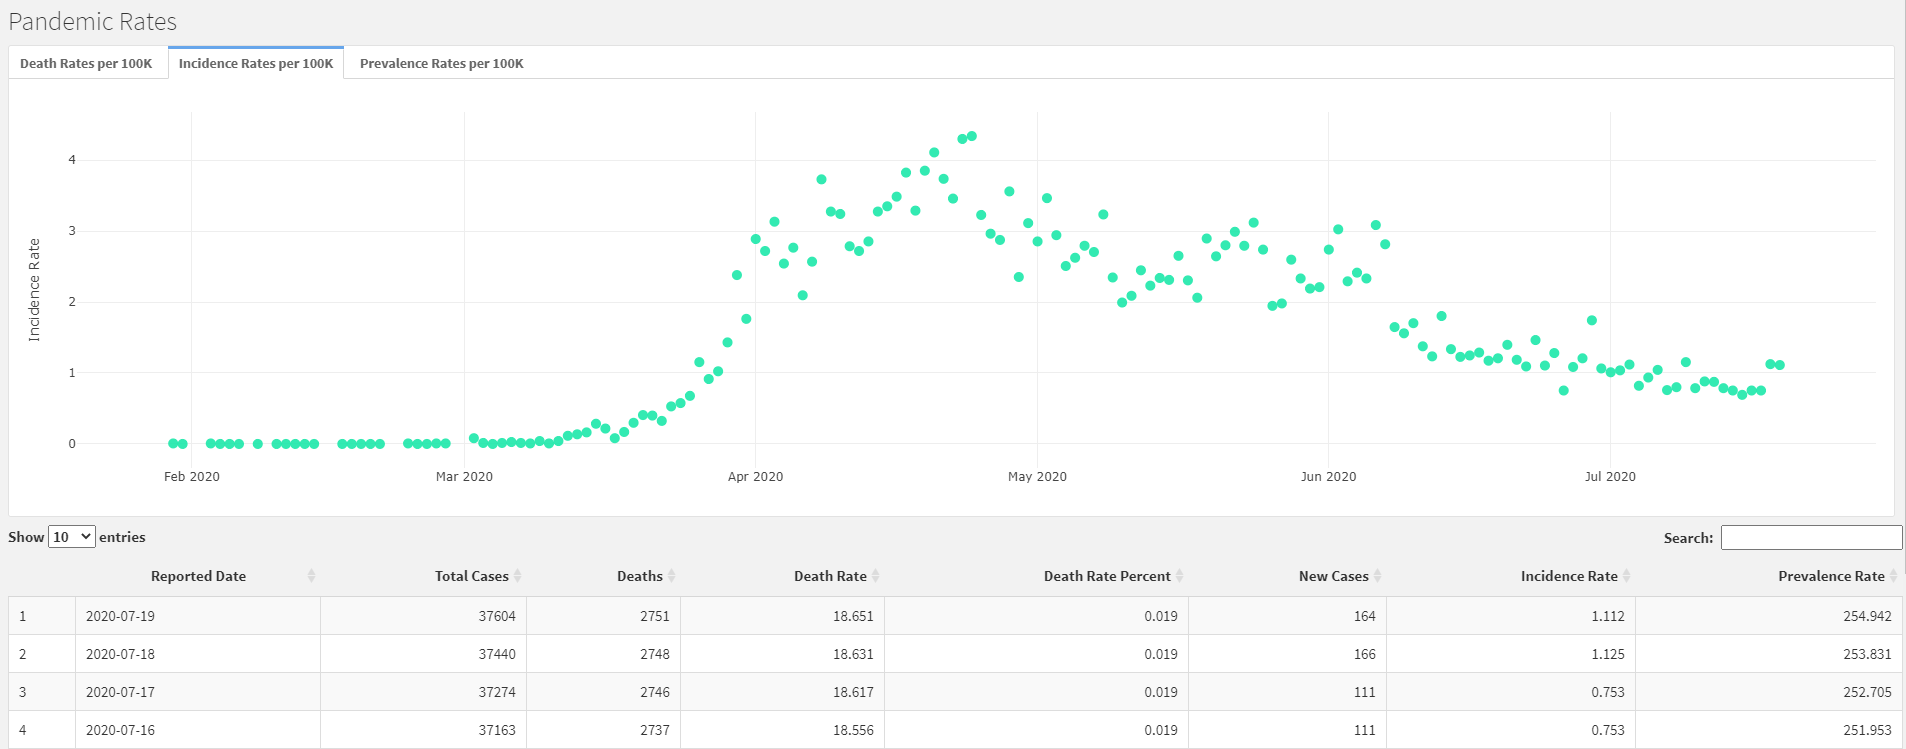 Pandemic Rates
Death Rates per 100K Incidence Rates per 100K Prevalence Rates per 100K
4
3
2
1
0
Incidence Rate
Feb 2020 Mar 2020 Apr 2020 May 2020 Jun 2020 Jul 2020
Show 10 entries Search:
Reported Date Total Cases Deaths Death Rate Death Rate Percent New Cases Incidence Rate Prevalence Rate
1 2020-07-19 37604 2751 18.651 0.019 164 1.112 254.942
2 2020-07-18 37440 2748 18.631 0.019 166 1.125 253.831
3 2020-07-17 37274 2746 18.617 0.019 111 0.753 252.705
4 2020-07-16 37163 2737 18.556 0.019 111 0.753 251.953